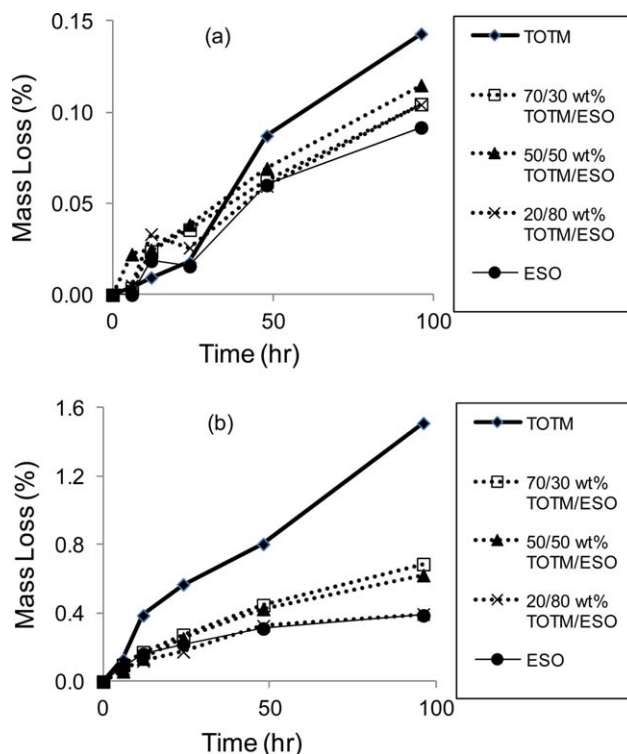 (a)
Mass Loss (%)
0.15
0.10
0.05
0.00
0
50
100
Time (hr)
TOTM
70/30 wt%
TOTM/ESO
50/50 wt%
TOTM/ESO
20/80 wt%
TOTM/ESO
ESO
(b)
Mass Loss (%)
1.6
1.2
0.8
0.4
0.0
0
50
100
Time (hr)
TOTM
70/30 wt%
TOTM/ESO
50/50 wt%
TOTM/ESO
20/80 wt%
TOTM/ESO
ESO